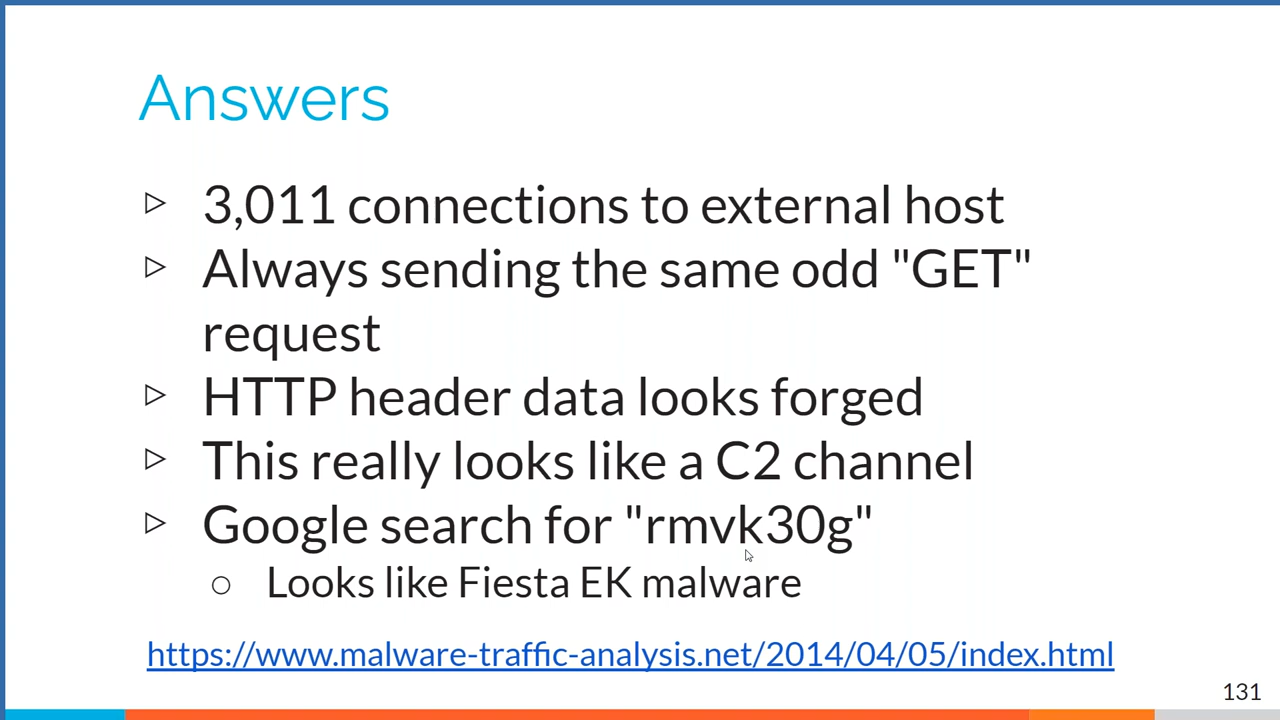 Answers
▷ 3,011 connections to external host
▷ Always sending the same odd "GET"
request
▷ HTTP header data looks forged
▷ This really looks like a C2 channel
▷ Google search for "rmvk30g"
○ Looks like Fiesta EK malware
https://www.malware-traffic-analysis.net/2014/04/05/index.html
131